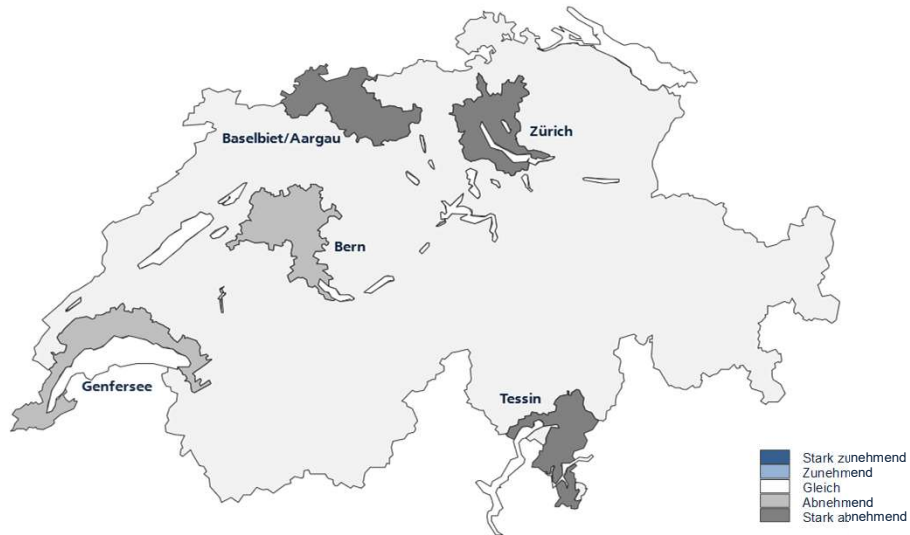 Baselbiet/Aargau
Zürich
Bern
Genfersee
Tessin
Stark zunehmend
Zunehmend
Gleich
Abnehmend
Stark abnehmend